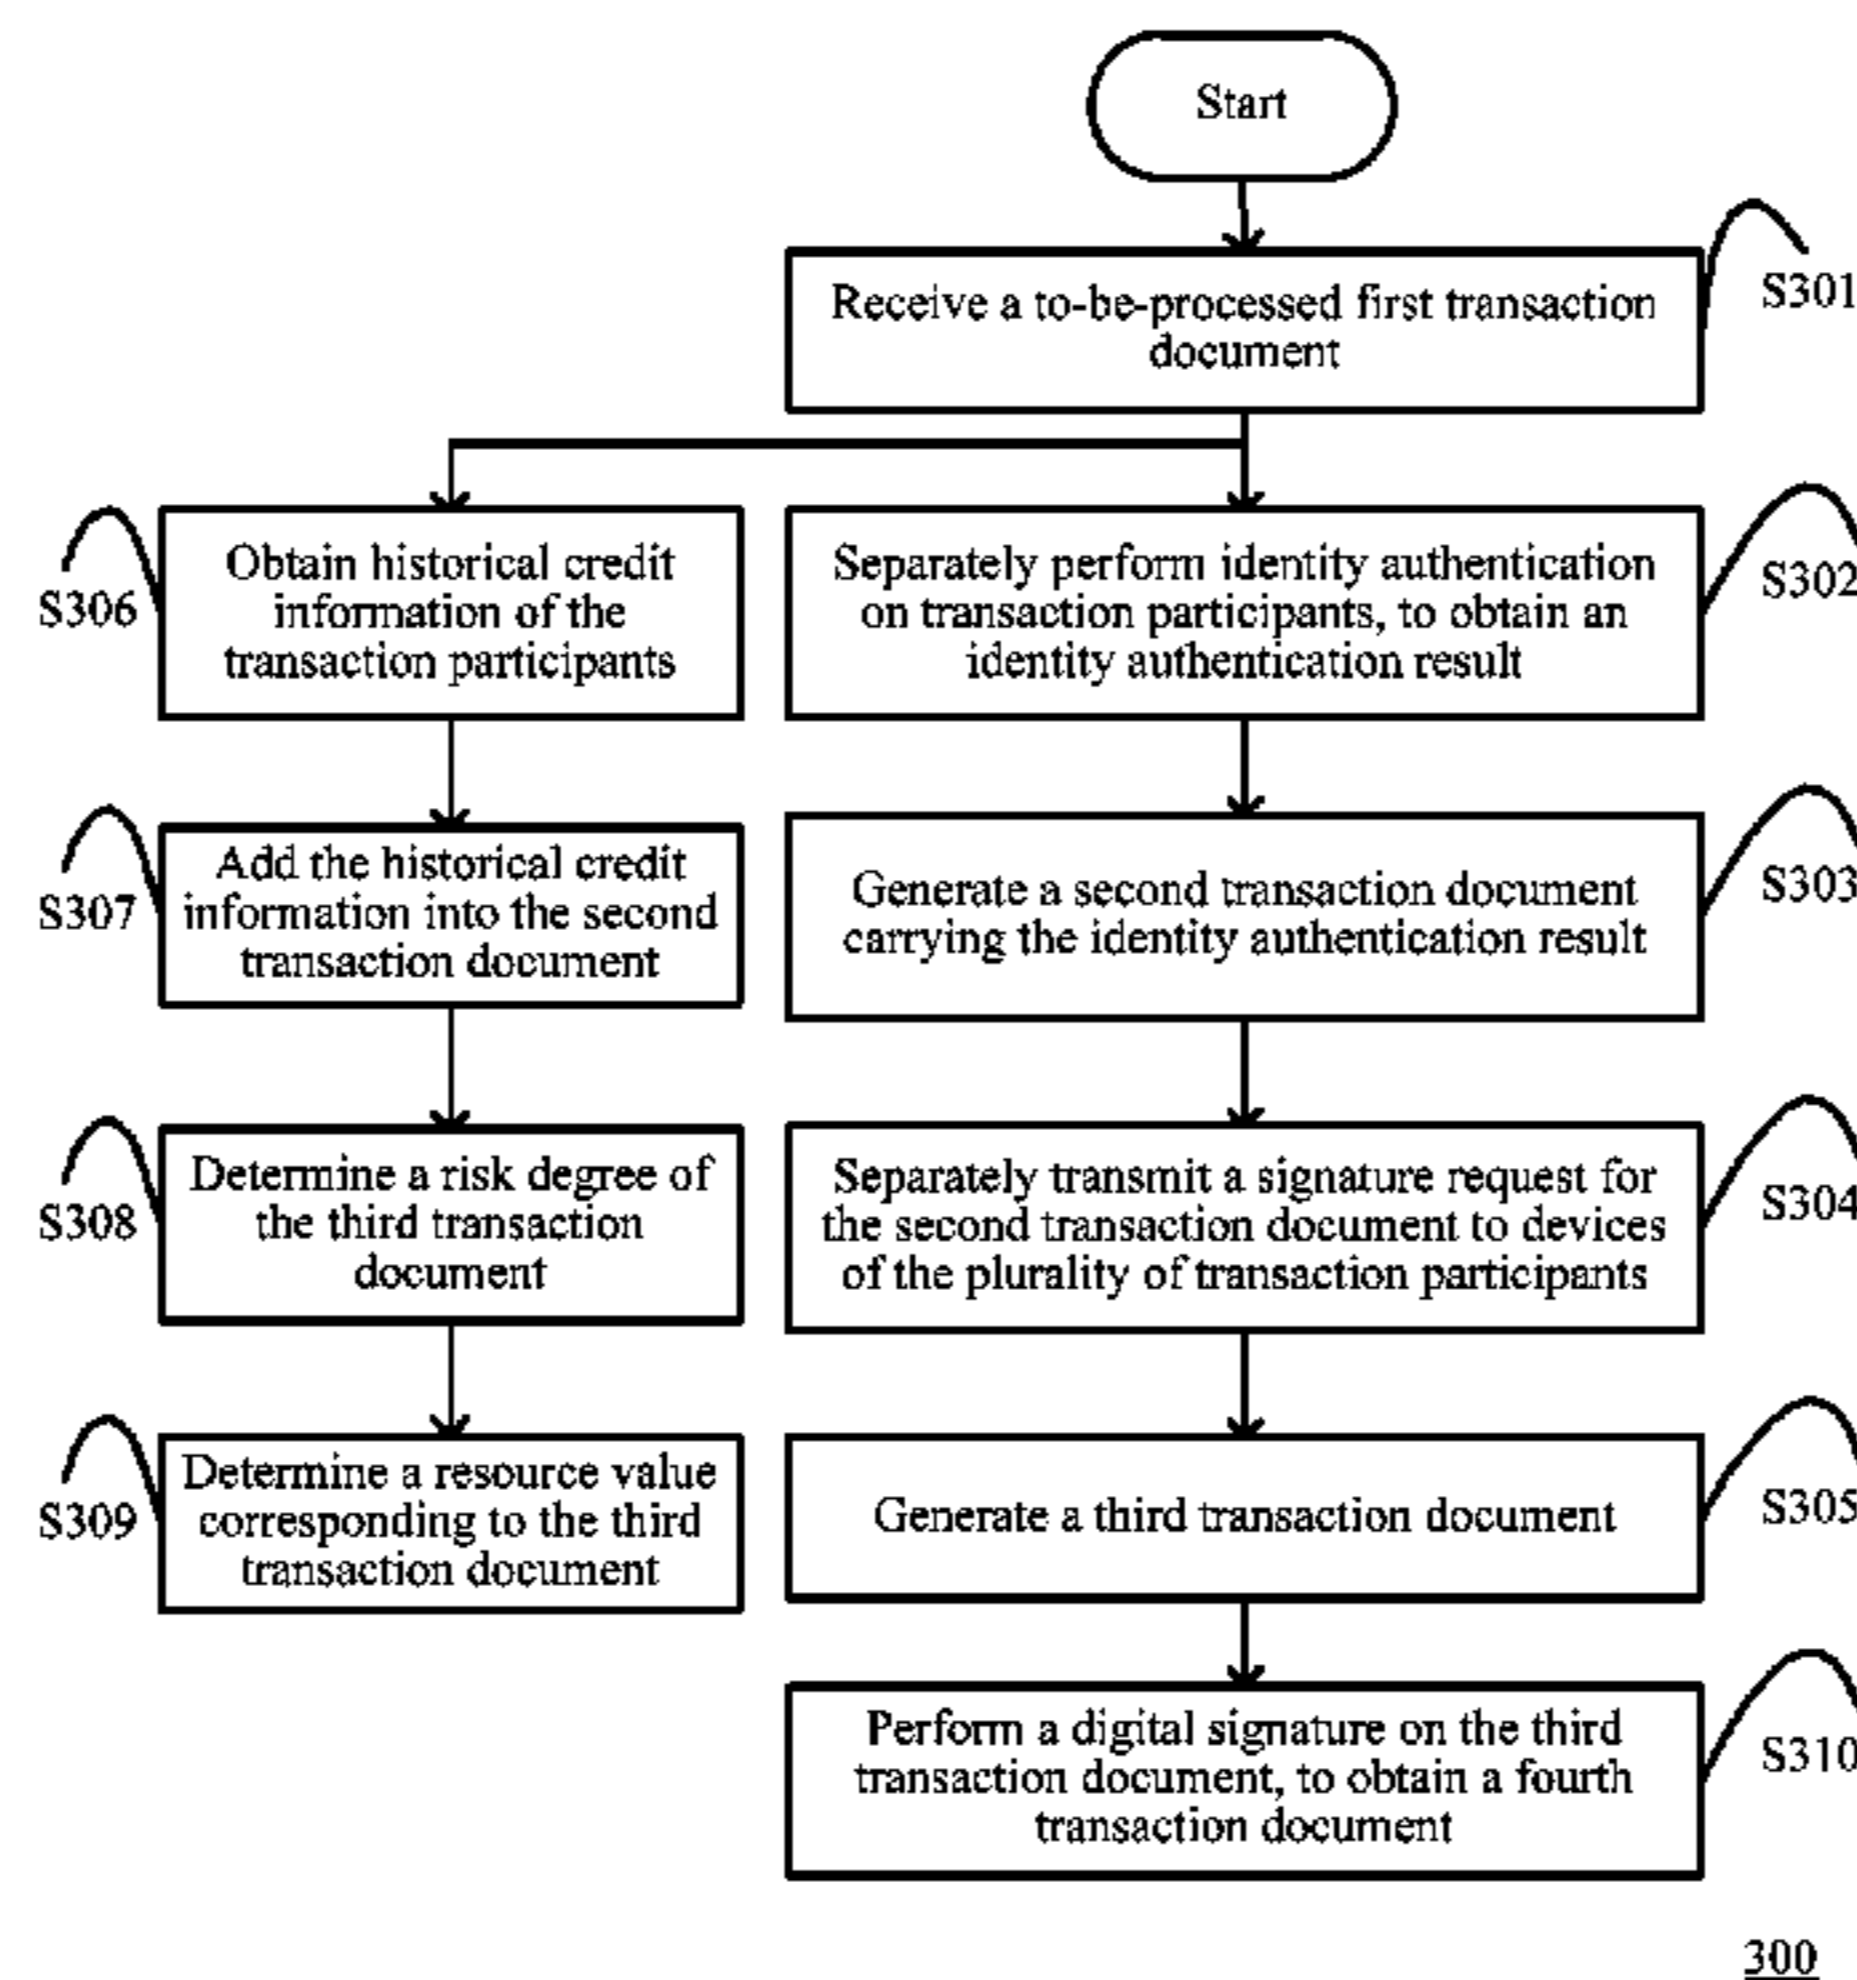 Start
Receive a to-be-processed first transaction
document
S301
Obtain historical credit
information of the
transaction participants
S306
Separately perform identity authentication
on transaction participants, to obtain an
identity authentication result
S302
Add the historical credit
information into the second
transaction document
S307
Generate a second transaction document
carrying the identity authentication result
S303
Determine a risk degree of
the third transaction
document
S308
Separately transmit a signature request for
the second transaction document to devices
of the plurality of transaction participants
S304
Determine a resource value
corresponding to the third
transaction document
S309
Generate a third transaction document
S305
Perform a digital signature on the third
transaction document, to obtain a fourth
transaction document
S310
300